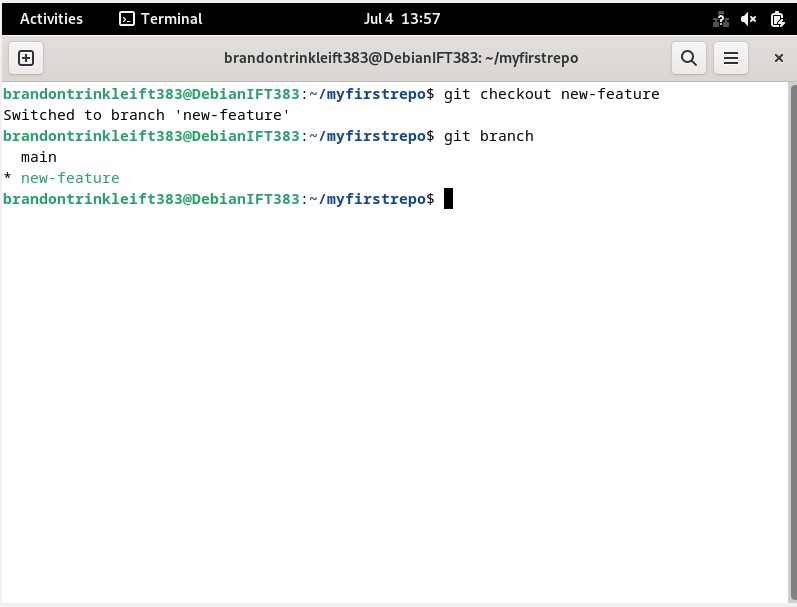 Activities Terminal Jul 4 13:57
brandontrinkleift383@DebianIFT383: ~/myfirstrepo
brandontrinkleift383@DebianIFT383:~/myfirstrepo$ git checkout new-feature
Switched to branch 'new-feature'
brandontrinkleift383@DebianIFT383:~/myfirstrepo$ git branch
  main
* new-feature
brandontrinkleift383@DebianIFT383:~/myfirstrepo$